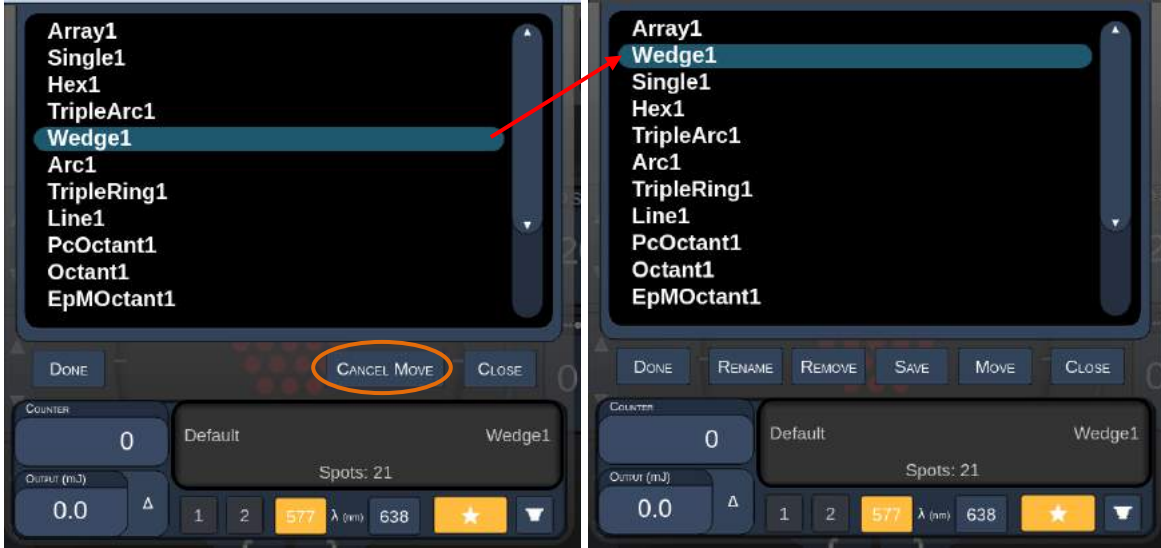 Array1
Single1
Hex1
TripleArc1
Wedge1
Arc1
TripleRing1
Line1
PcOctant1
Octant1
EpMOctant1
DONE
CANCEL MOVE
CLOSE
COUNTER
0
Default
Wedge1
Spots: 21
OUTPUT (mJ)
0.0
Δ
1
2
577
λ (nm)
638
Array1
Wedge1
Single1
Hex1
TripleArc1
Arc1
TripleRing1
Line1
PcOctant1
Octant1
EpMOctant1
DONE
RENAME
REMOVE
SAVE
MOVE
CLOSE
COUNTER
0
Default
Wedge1
Spots: 21
OUTPUT (mJ)
0.0
Δ
1
2
577
λ (nm)
638